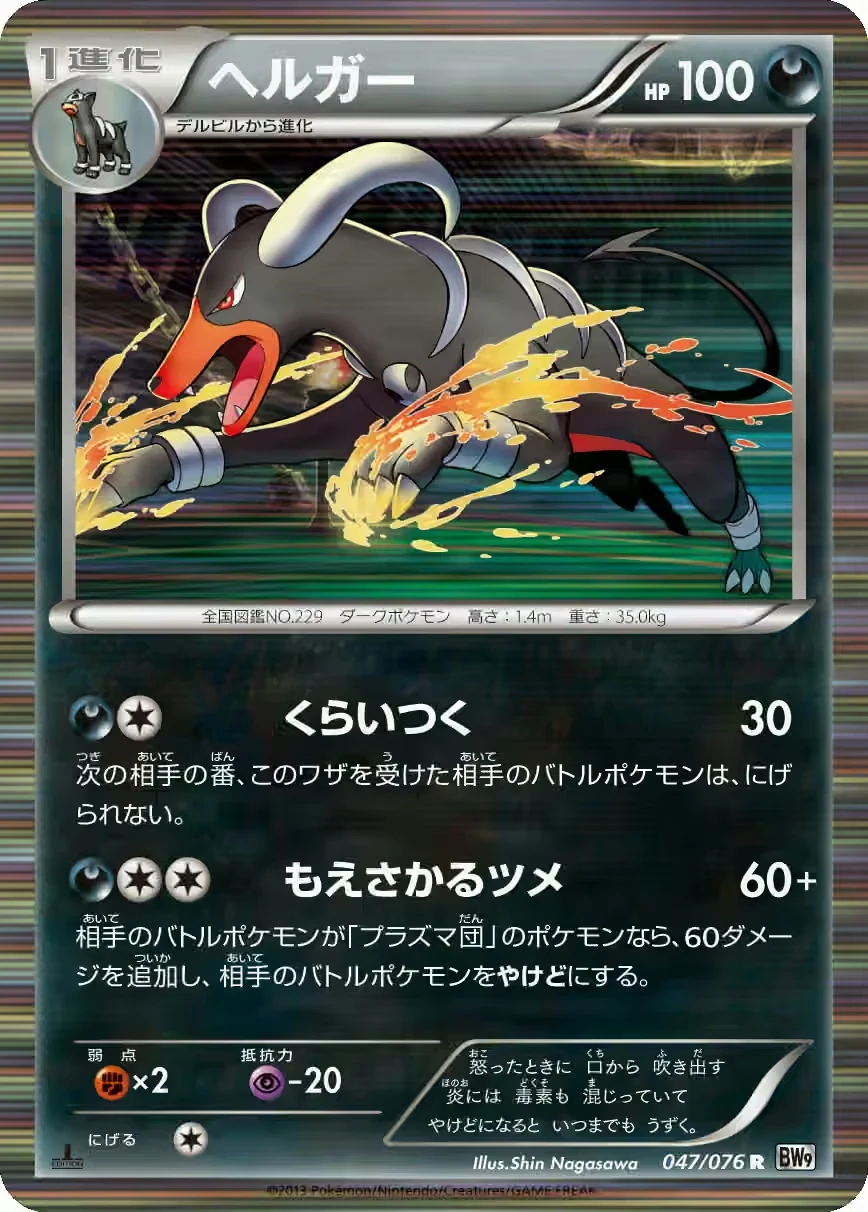 1進化
ヘルガー
HP 100
デルビルから進化
全国図鑑NO.229 ダークポケモン 高さ：1.4m 重さ：35.0kg
くらいつく 30
次の相手の番、このワザを受けた相手のバトルポケモンは、にげ
られない。
もえさかるツメ 60+
相手のバトルポケモンが「プラズマ団」のポケモンなら、60ダメー
ジを追加し、相手のバトルポケモンをやけどにする。
弱点 抵抗力
×2 -20
にげる
怒ったときに 口から 吹き出す
炎には 毒素も 混じっていて
やけどになると いつまでも うずく。
1 EDITION
Illus.Shin Nagasawa 047/076 R BW9
©2013 Pokémon/Nintendo/Creatures/GAME FREAK